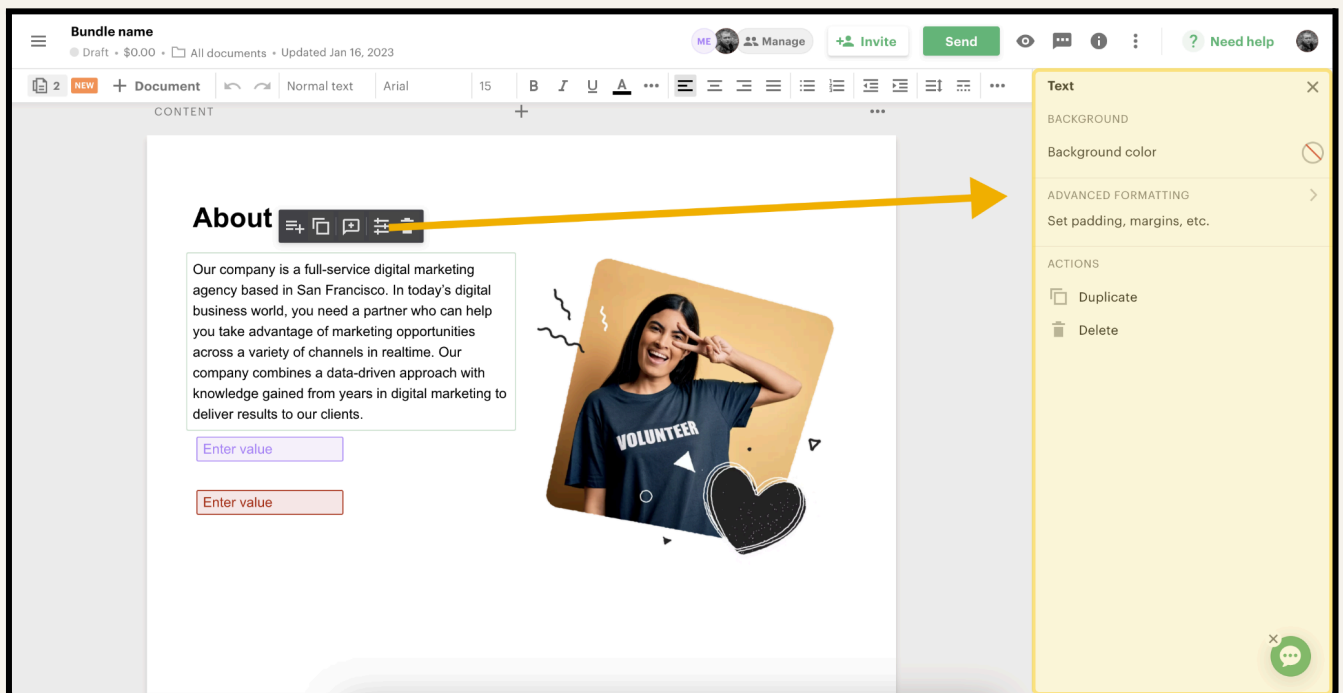 Bundle name
Draft • $0.00 • All documents • Updated Jan 16, 2023
ME
Manage
Invite
Send
? Need help
2 NEW + Document
Normal text
Arial
15
B I U A
CONTENT
Text
BACKGROUND
Background color
ADVANCED FORMATTING
Set padding, margins, etc.
ACTIONS
Duplicate
Delete
About
Our company is a full-service digital marketing
agency based in San Francisco. In today's digital
business world, you need a partner who can help
you take advantage of marketing opportunities
across a variety of channels in realtime. Our
company combines a data-driven approach with
knowledge gained from years in digital marketing to
deliver results to our clients.
Enter value
Enter value
VOLUNTEER